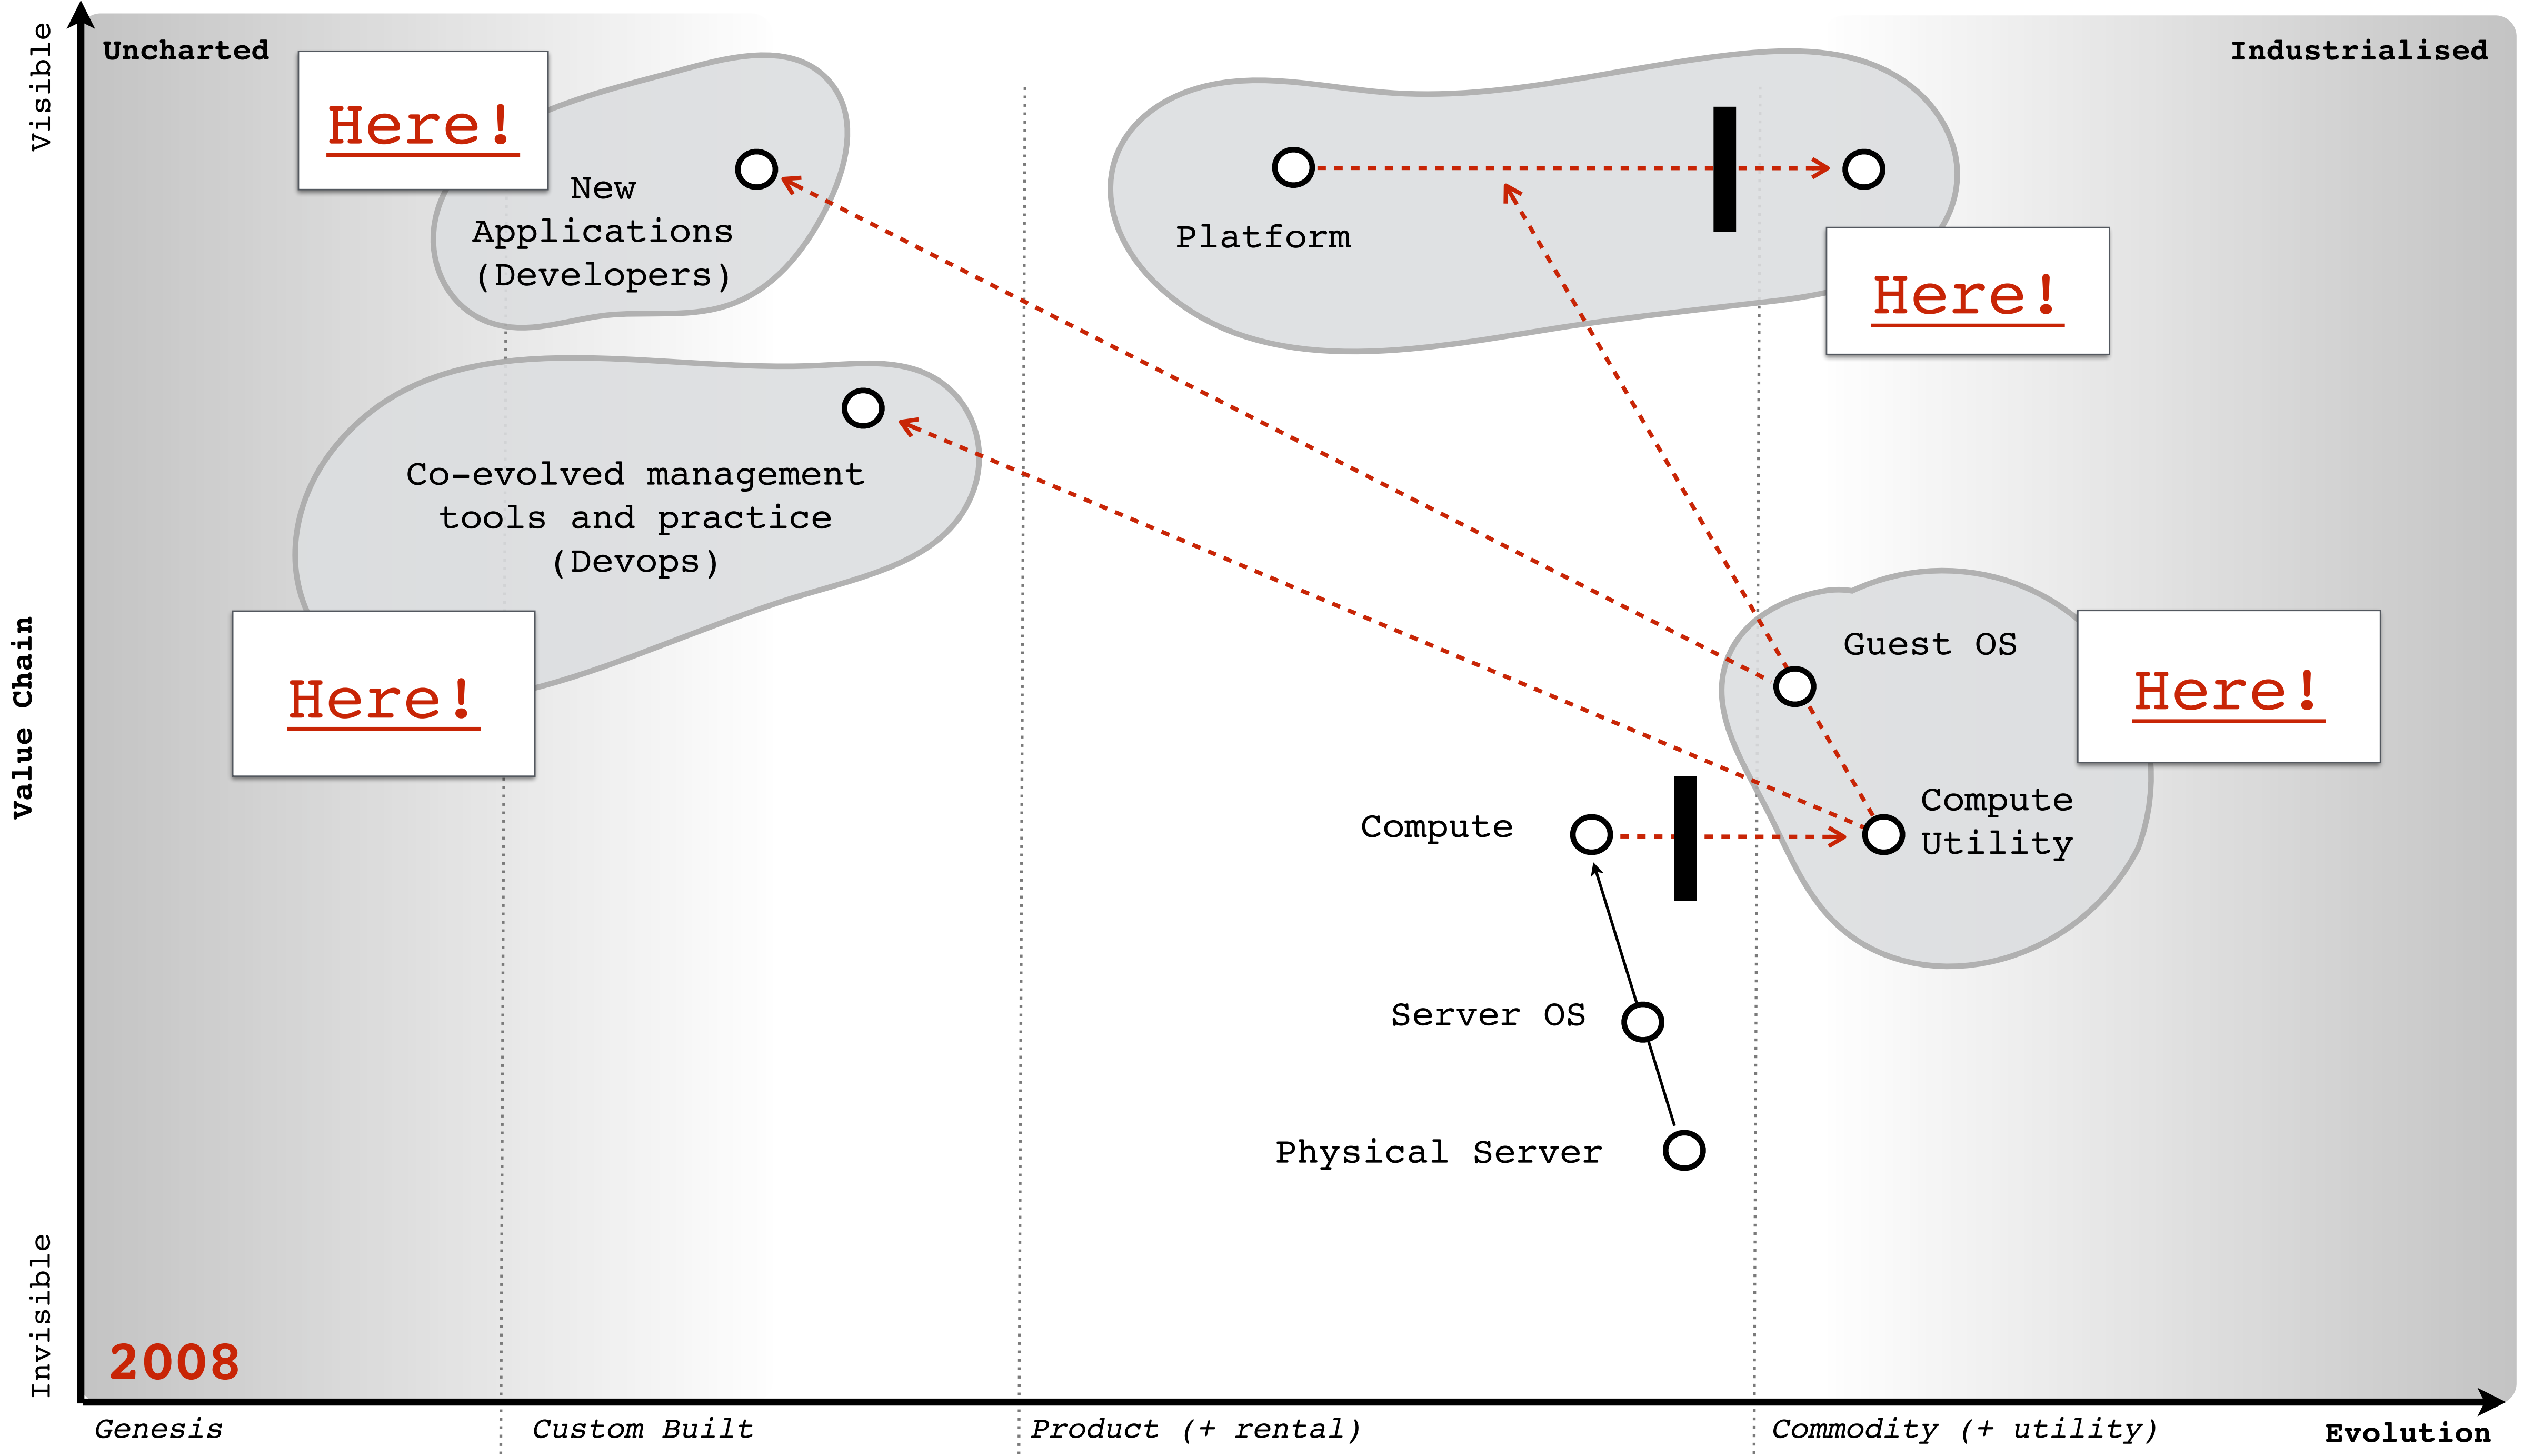 Visible
Uncharted
Industrialised
Here!
New
Applications
(Developers)
Platform
Here!
Co-evolved management
tools and practice
(Devops)
Here!
Guest OS
Here!
Value Chain
Compute
Compute
Utility
Server OS
Physical Server
Invisible
2008
Genesis
Custom Built
Product (+ rental)
Commodity (+ utility)
Evolution